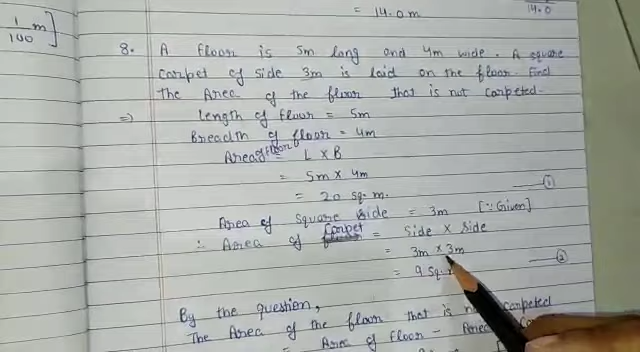 = 14.0 m
14.0
1/100 m]
8. A floor is 5m long and 4m wide. A square
carpet of side 3m is laid on the floor. Find
the Area of the floor that is not carpeted.
⇒ Length of floor = 5m
Breadth of floor = 4m
Area of floor = L × B
= 5m × 4m
= 20 sq. m. —①
Area of square side = 3m [∵ Given]
∴ Area of carpet = side × side
= 3m × 3m
= 9 sq. —②
By the question,
The Area of the floor that is carpeted
= Area of floor -